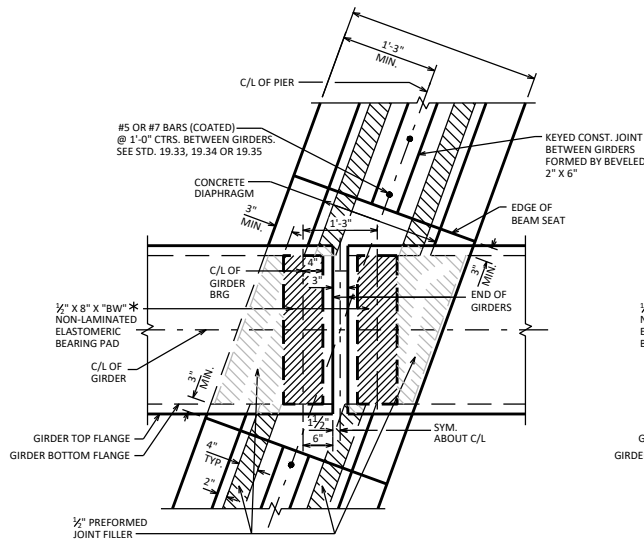 1'-3"
MIN.
C/L OF PIER
#5 OR #7 BARS (COATED)
@ 1'-0" CTRS. BETWEEN GIRDERS.
SEE STD. 19.33, 19.34 OR 19.35
KEYED CONST. JOINT
BETWEEN GIRDERS
FORMED BY BEVELED
2" X 6"
CONCRETE
DIAPHRAGM
3"
MIN.
1'-3"
EDGE OF
BEAM SEAT
C/L OF
GIRDER
BRG
4"
3"
3"
MIN.
END OF
GIRDERS
½" X 8" X "BW" *
NON-LAMINATED
ELASTOMERIC
BEARING PAD
C/L OF
GIRDER
3"
MIN.
GIRDER TOP FLANGE
GIRDER BOTTOM FLANGE
1½"
6"
SYM.
ABOUT C/L
4"
TYP.
2"
½" PREFORMED
JOINT FILLER